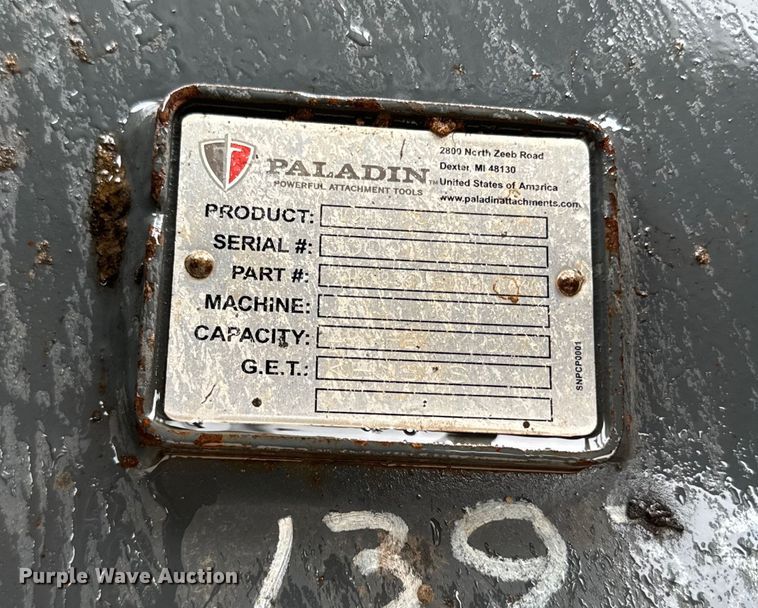 PALADIN
POWERFUL ATTACHMENT TOOLS™
2800 North Zeeb Road
Dexter, MI 48130
United States of America
www.paladinattachments.com
PRODUCT:
SERIAL #:
PART #:
MACHINE:
CAPACITY:
G.E.T.:
SNPCP0001
139
Purple Wave Auction